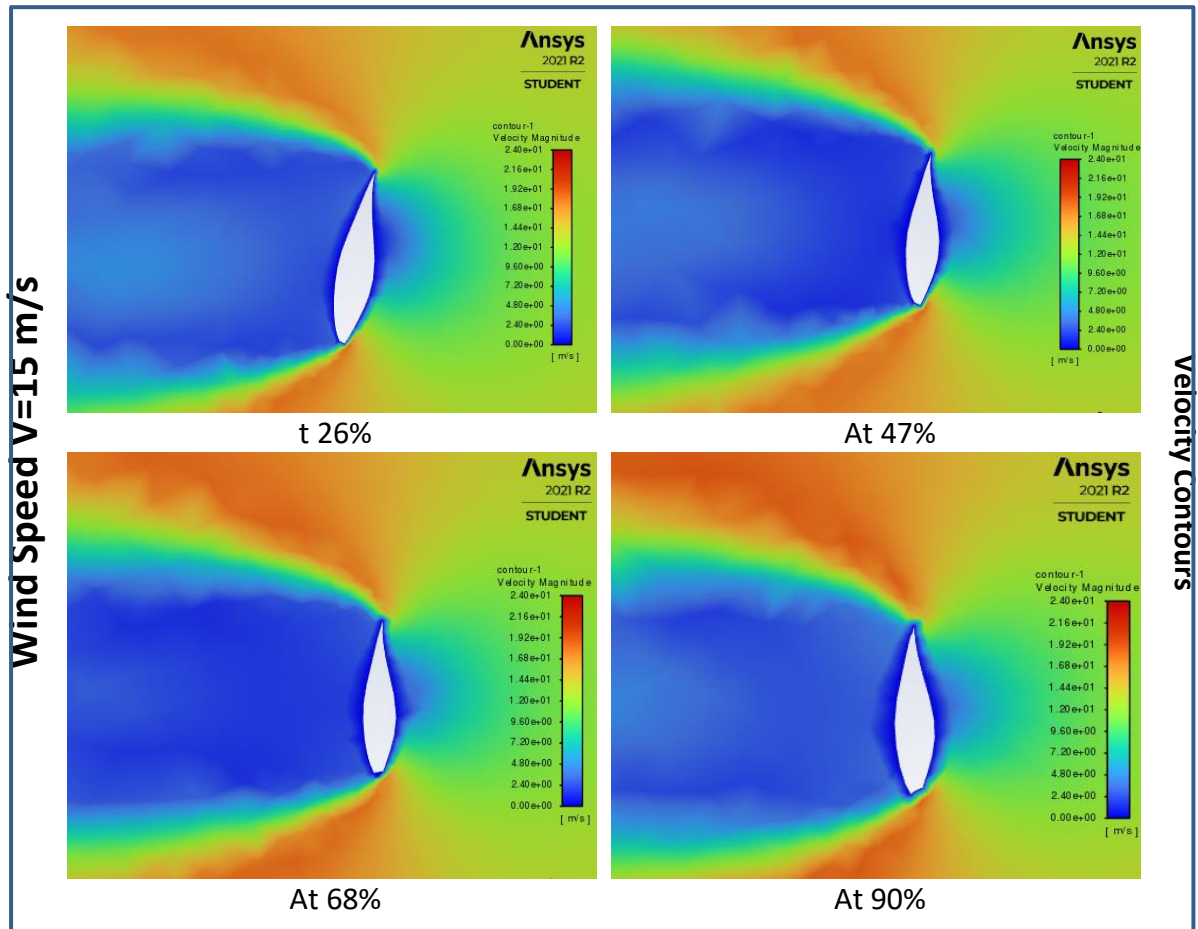 Wind Speed V=15 m/s
Ansys
2021 R2
STUDENT
contour-1
Velocity Magnitude
2.40e+01
2.16e+01
1.92e+01
1.68e+01
1.44e+01
1.20e+01
9.60e+00
7.20e+00
4.80e+00
2.40e+00
0.00e+00
[ m/s ]
t 26%
Ansys
2021 R2
STUDENT
contour-1
Velocity Magnitude
2.40e+01
2.16e+01
1.92e+01
1.68e+01
1.44e+01
1.20e+01
9.60e+00
7.20e+00
4.80e+00
2.40e+00
0.00e+00
[ m/s ]
At 47%
Ansys
2021 R2
STUDENT
contour-1
Velocity Magnitude
2.40e+01
2.16e+01
1.92e+01
1.68e+01
1.44e+01
1.20e+01
9.60e+00
7.20e+00
4.80e+00
2.40e+00
0.00e+00
[ m/s ]
At 68%
Ansys
2021 R2
STUDENT
contour-1
Velocity Magnitude
2.40e+01
2.16e+01
1.92e+01
1.68e+01
1.44e+01
1.20e+01
9.60e+00
7.20e+00
4.80e+00
2.40e+00
0.00e+00
[ m/s ]
At 90%
Velocity Contours